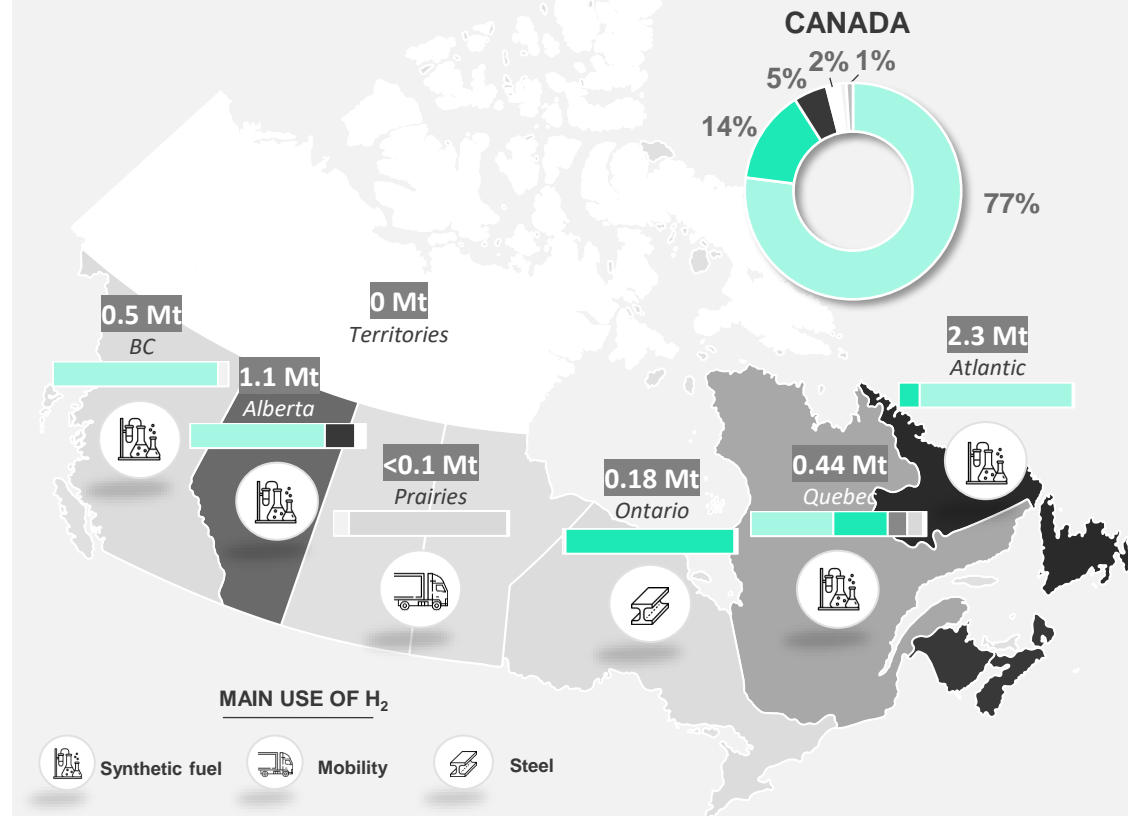 CANADA
2% 1%
5%
14%
77%
0.5 Mt
BC
0 Mt
Territories
1.1 Mt
Alberta
2.3 Mt
Atlantic
<0.1 Mt
Prairies
0.18 Mt
Ontario
0.44 Mt
Quebec
MAIN USE OF H₂
Synthetic fuel
Mobility
Steel